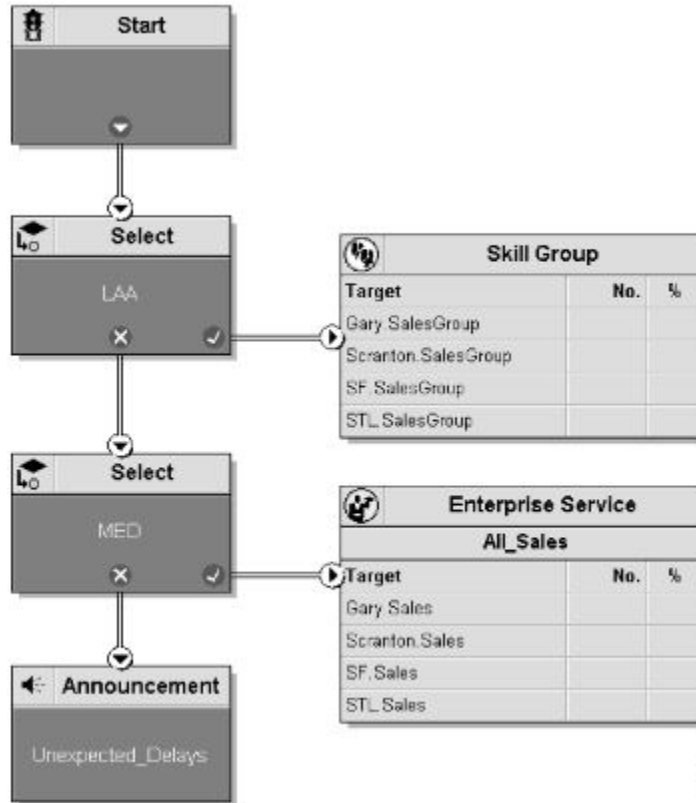 Start
Select
LAA
Skill Group
Target No. %
Gary.SalesGroup
Scranton.SalesGroup
SF.SalesGroup
STL.SalesGroup
Select
MED
Enterprise Service
All_Sales
Target No. %
Gary.Sales
Scranton.Sales
SF.Sales
STL.Sales
Announcement
Unexpected_Delays